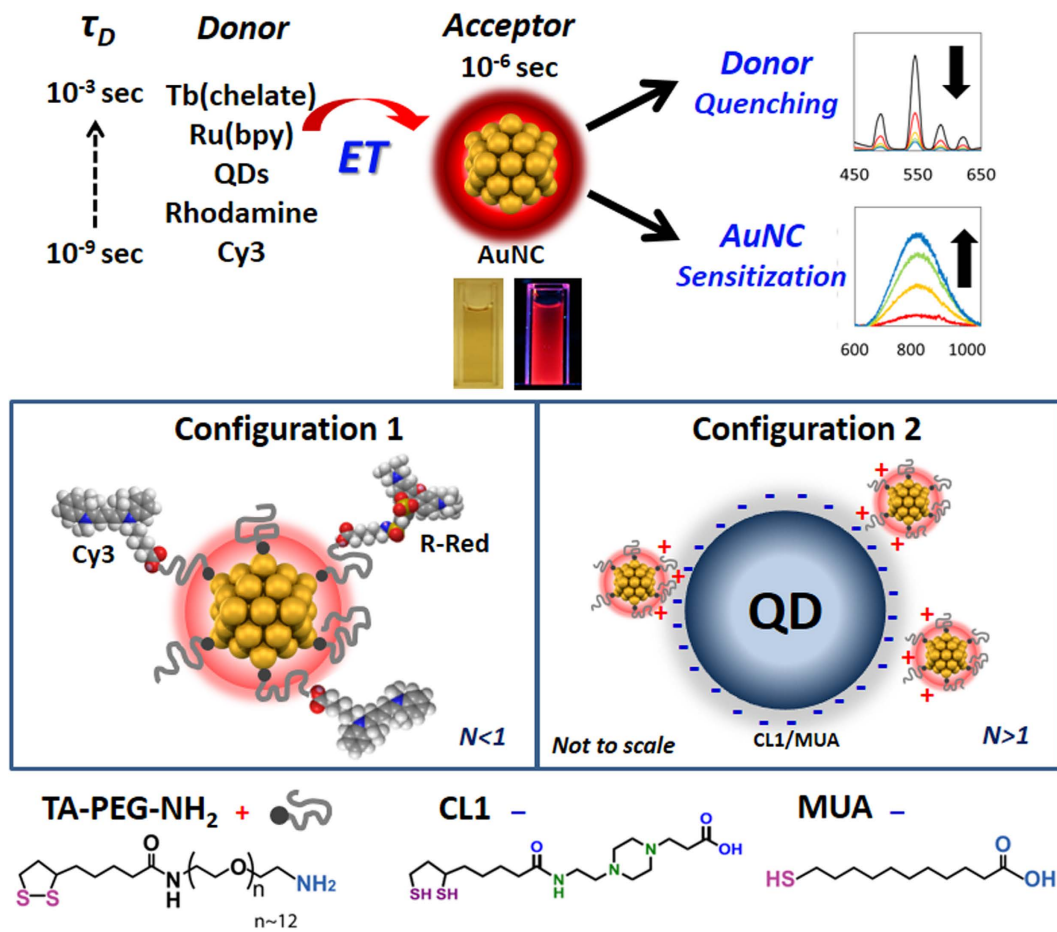 τD Donor Acceptor
10⁻⁶ sec
10⁻³ sec
10⁻⁹ sec
Tb(chelate)
Ru(bpy)
QDs
Rhodamine
Cy3
ET
AuNC
Donor
Quenching
450 550 650
AuNC
Sensitization
600 800 1000
Configuration 1
Cy3
R-Red
N<1
Configuration 2
+ + + + + + + + + + + +
- - - - - - - - - - - - - - - - - - - - - - - -
QD
CL1/MUA
Not to scale
N>1
TA-PEG-NH₂ +
O
N
H
O
n
NH₂
S-S
n~12
CL1 –
O
N
H
N
N
O
OH
SH SH
MUA –
HS
O
OH